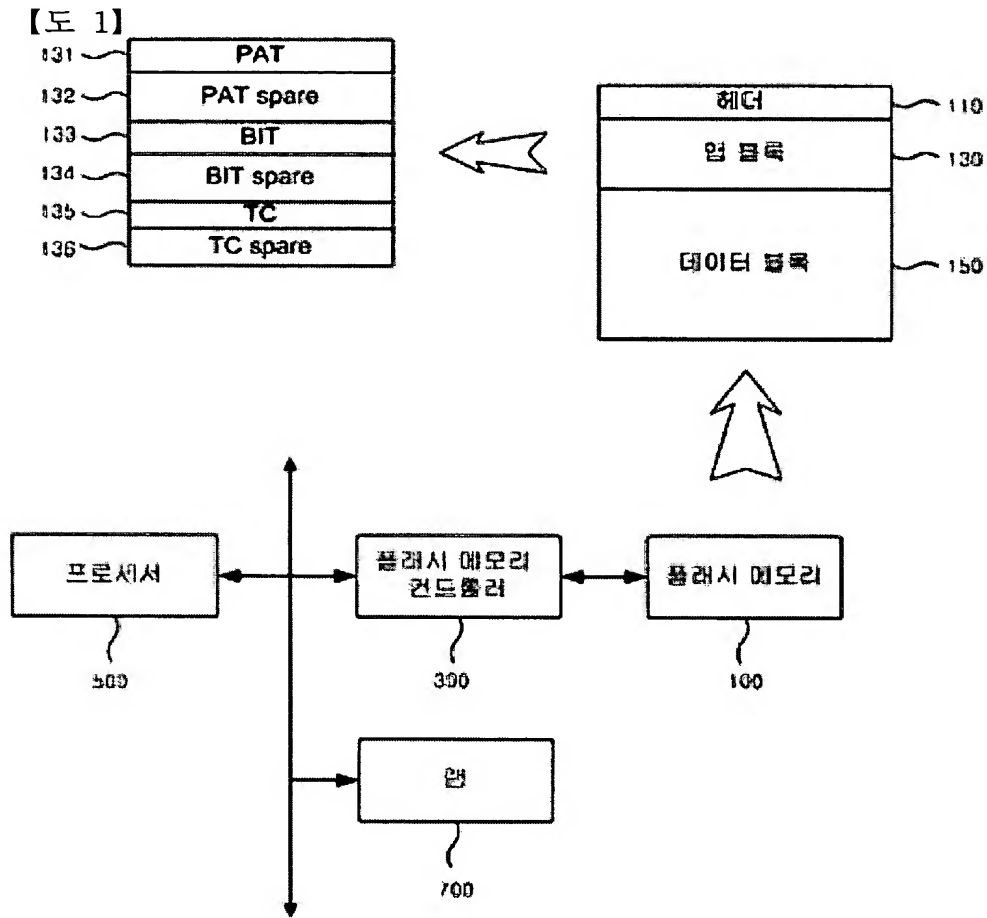 【도 1】
131 PAT
132 PAT spare
133 BIT
134 BIT spare
135 TC
136 TC spare
헤더 110
맵 블록 130
데이터 블록 150
프로세서
500
플래시 메모리
컨트롤러
300
플래시 메모리
100
램
700